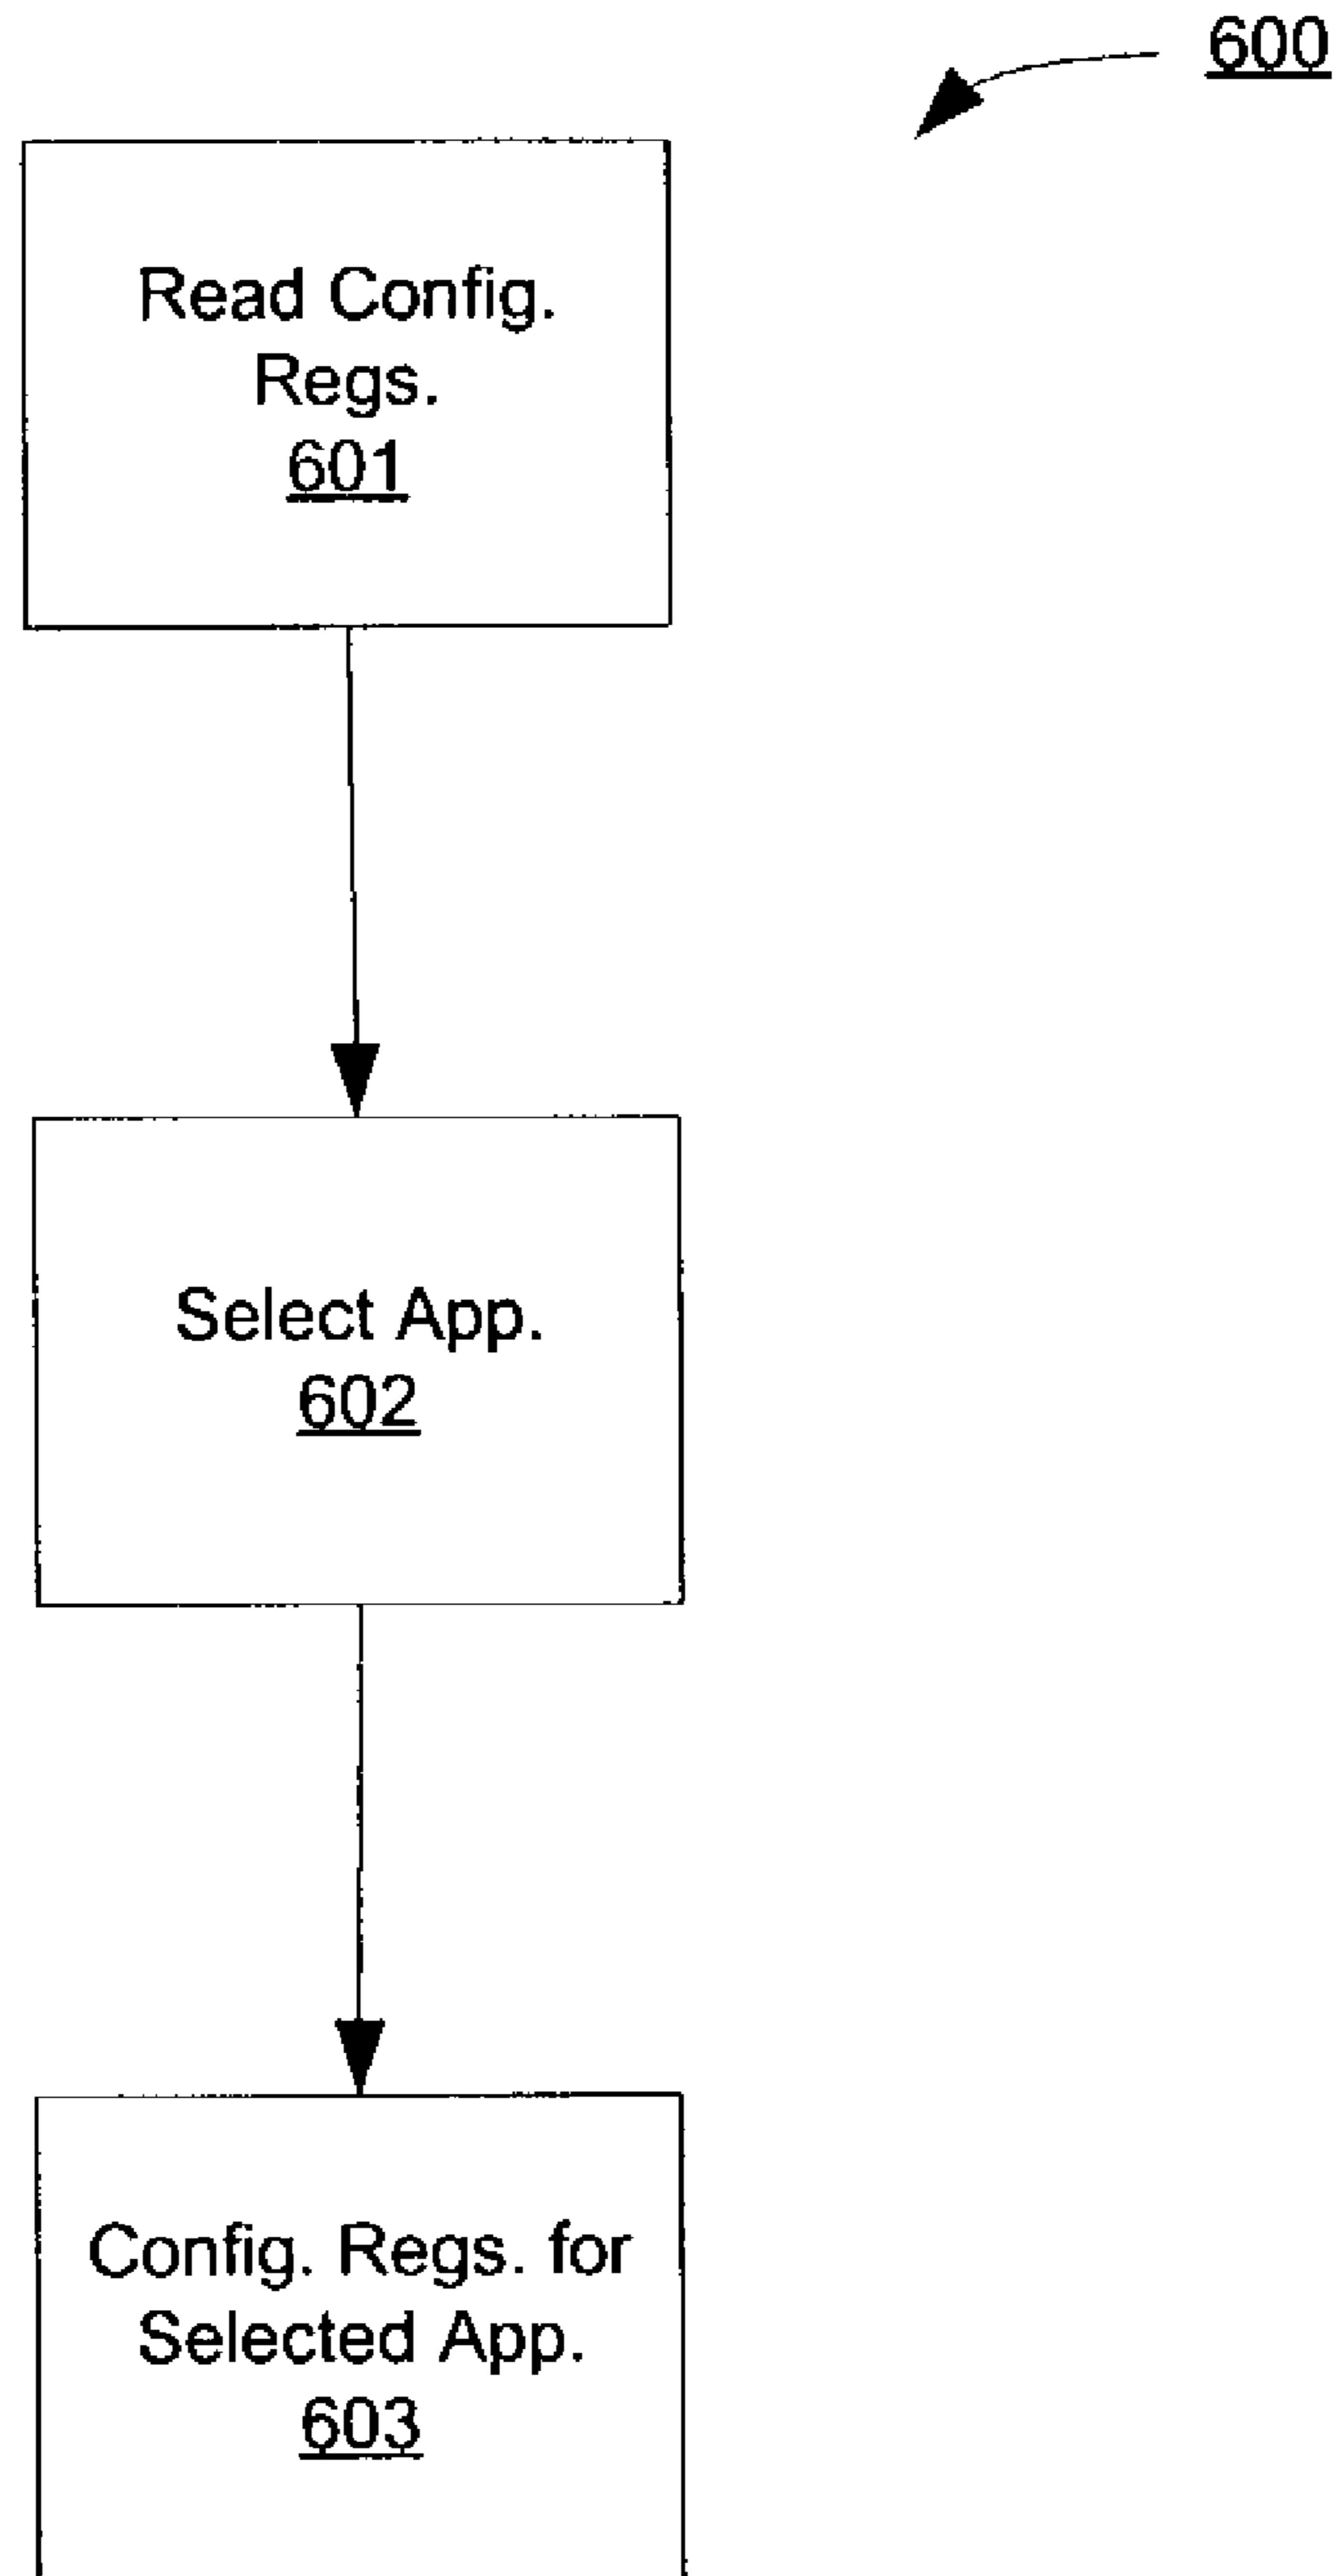 600
Read Config.
Regs.
601
Select App.
602
Config. Regs. for
Selected App.
603